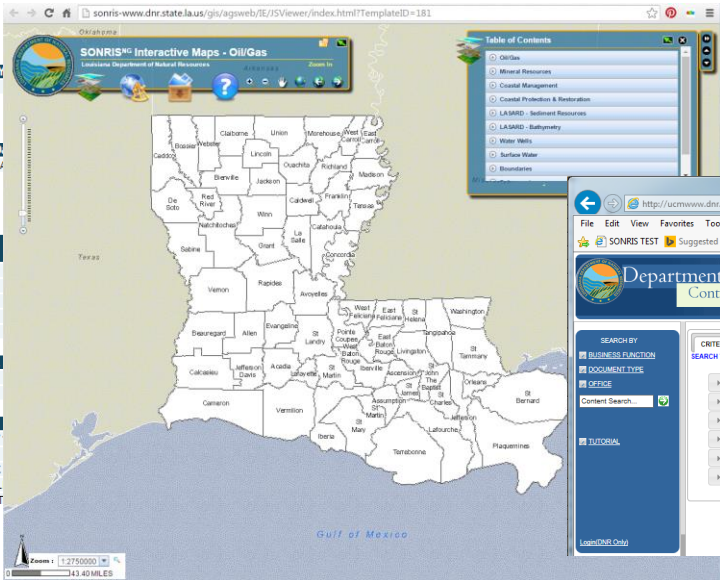 sonris-www.dnr.state.la.us/gis/agsweb/IE/JSViewer/index.html?TemplateID=181
Oklahoma
SONRIS NG Interactive Maps - Oil/Gas
Louisiana Department of Natural Resources
Arkansas
Zoom In
Table of Contents
Oil/Gas
Mineral Resources
Coastal Management
Coastal Protection & Restoration
LASARD - Sediment Resources
LASARD - Bathymetry
Water Wells
Surface Water
Boundaries
Caddo
Bossier
Webster
Claiborne
Union
Morehouse
West Carroll
East Carroll
Lincoln
Ouachita
Richland
Madison
Bienville
Jackson
De Soto
Red River
Caldwell
Franklin
Tensas
Winn
Natchitoches
Catahoula
La Salle
Sabine
Grant
Concordia
Texas
Vernon
Rapides
Avoyelles
West Feliciana
East Feliciana
St Helena
Washington
Beauregard
Allen
Evangeline
St Landry
Pointe Coupee
West Baton Rouge
East Baton Rouge
Livingston
Tangipahoa
St Tammany
Calcasieu
Jefferson Davis
Acadia
Lafayette
St Martin
Iberville
Ascension
St James
St John The Baptist
St Charles
Orleans
St Bernard
Cameron
Vermilion
Assumption
St Martin
St Mary
Iberia
Lafourche
Jefferson
Terrebonne
Plaquemines
Gulf of Mexico
Zoom : 1:2750000
0 43.40 MILES
http://ucmwww.dnr.
File Edit View Favorites Too
SONRIS TEST Suggested
Department
Cont
SEARCH BY
BUSINESS FUNCTION
DOCUMENT TYPE
OFFICE
Content Search...
TUTORIAL
Login(DNR Only)
CRITE
SEARCH